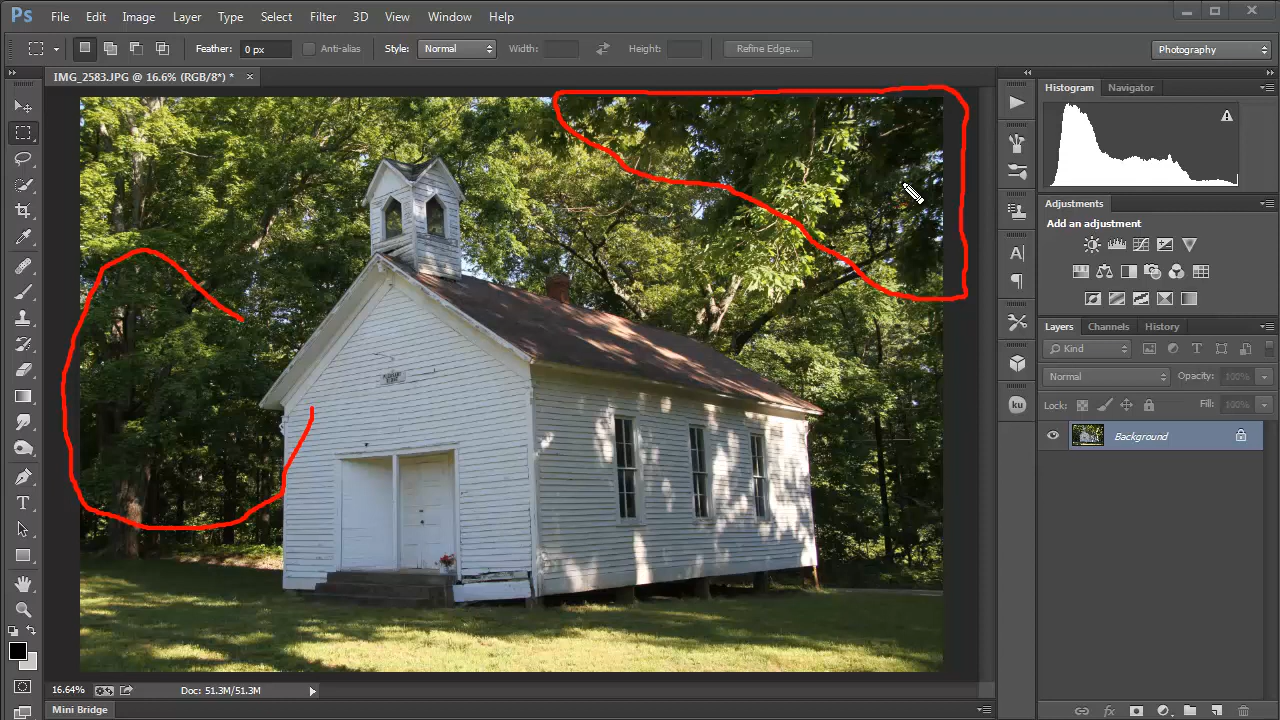 Ps File Edit Image Layer Type Select Filter 3D View Window Help
Feather: 0 px Anti-alias Style: Normal Width: Height: Refine Edge... Photography
IMG_2583.JPG @ 16.6% (RGB/8*) * ×
Histogram Navigator
Adjustments
Add an adjustment
Layers Channels History
Kind
Normal Opacity: 100%
Lock: Fill: 100%
ku
Background
fx
16.64% Doc: 51.3M/51.3M
Mini Bridge